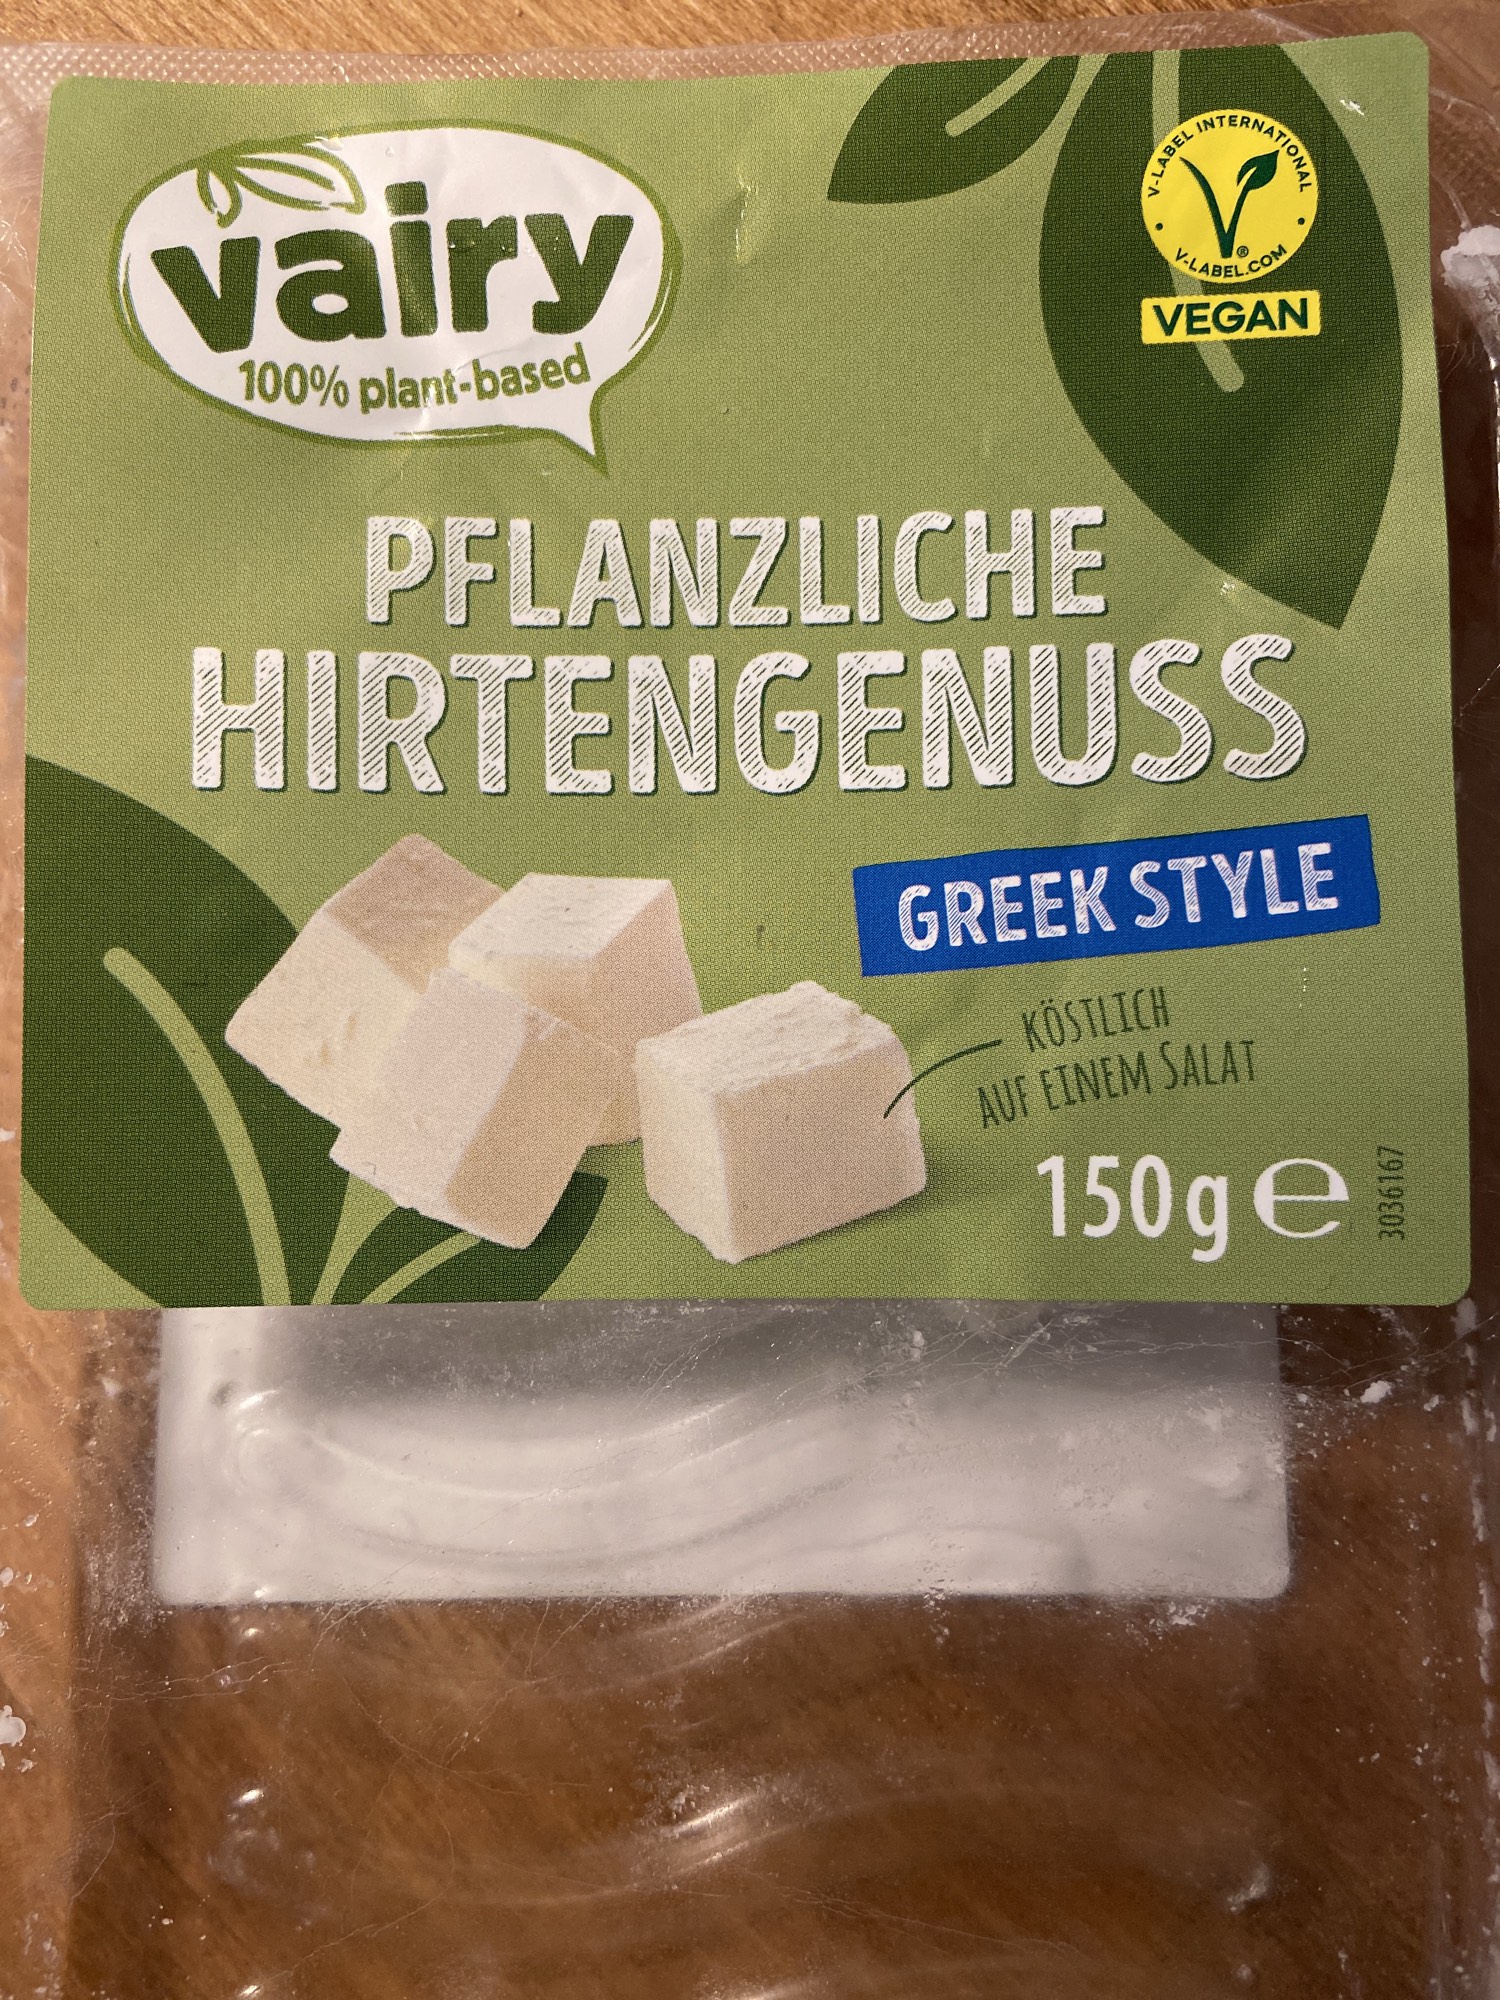 vairy
100% plant-based
V-LABEL INTERNATIONAL
V-LABEL.COM
VEGAN
PFLANZLICHE
HIRTENGENUSS
GREEK STYLE
KÖSTLICH
AUF EINEM SALAT
150g e
3036167